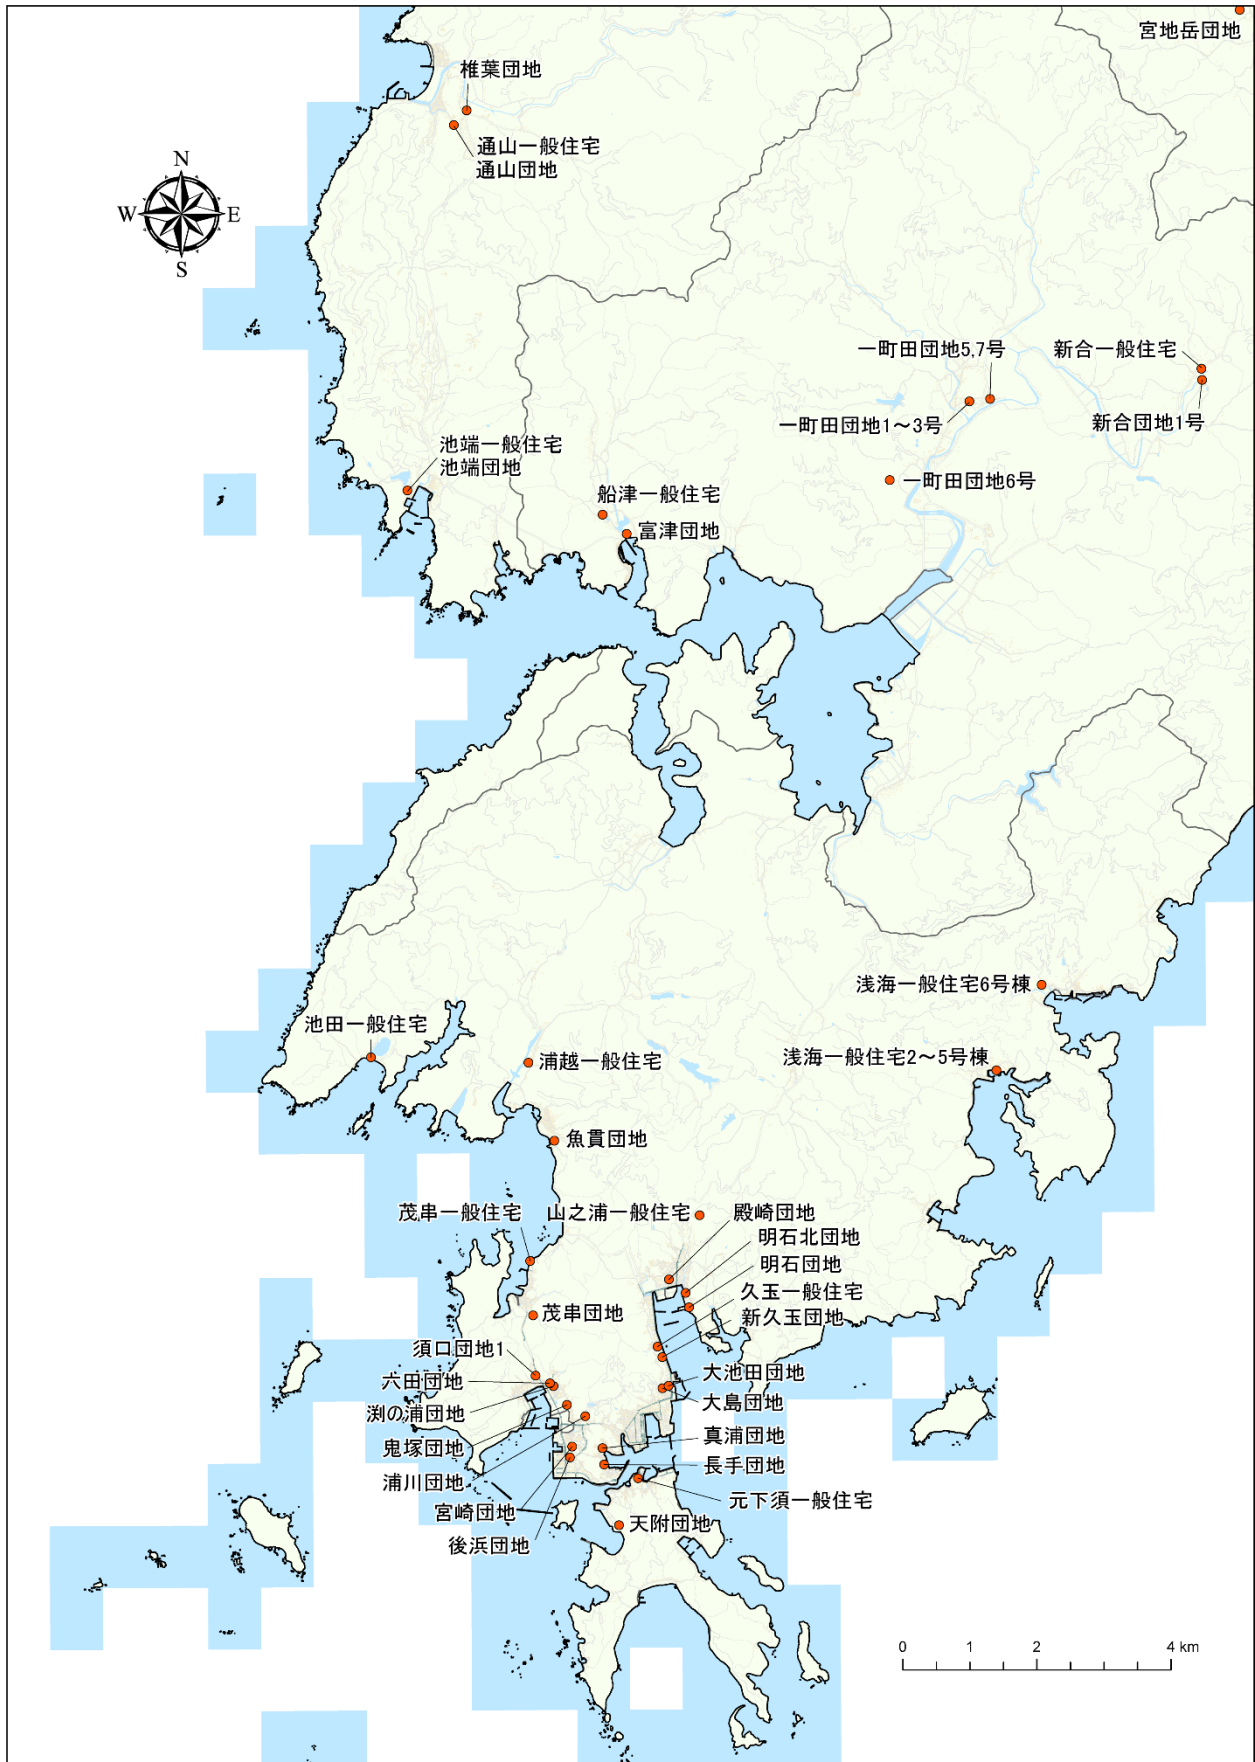 宮地岳団地
椎葉団地
通山一般住宅
通山団地
N
W
E
S
一町田団地5,7号
新合一般住宅
一町田団地1～3号
新合団地1号
池端一般住宅
池端団地
一町田団地6号
船津一般住宅
富津団地
浅海一般住宅6号棟
池田一般住宅
浦越一般住宅
浅海一般住宅2～5号棟
魚貫団地
茂串一般住宅
山之浦一般住宅
殿崎団地
明石北団地
明石団地
久玉一般住宅
新久玉団地
茂串団地
須口団地1
六田団地
大池田団地
渕の浦団地
大島団地
鬼塚団地
真浦団地
浦川団地
長手団地
宮崎団地
元下須一般住宅
後浜団地
天附団地
0 1 2 4 km